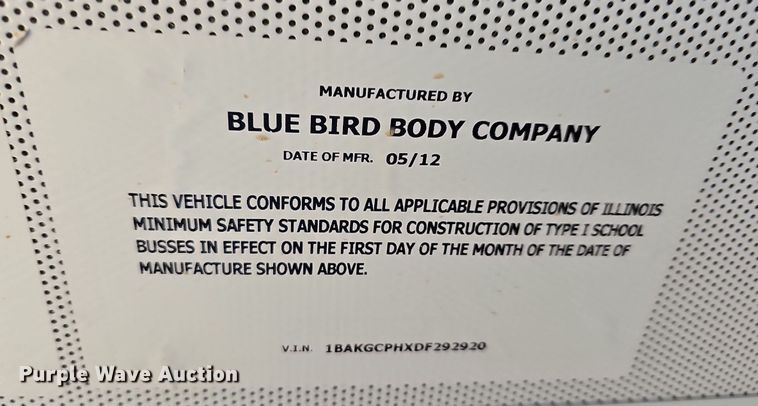 MANUFACTURED BY
BLUE BIRD BODY COMPANY
DATE OF MFR. 05/12
THIS VEHICLE CONFORMS TO ALL APPLICABLE PROVISIONS OF ILLINOIS
MINIMUM SAFETY STANDARDS FOR CONSTRUCTION OF TYPE I SCHOOL
BUSSES IN EFFECT ON THE FIRST DAY OF THE MONTH OF THE DATE OF
MANUFACTURE SHOWN ABOVE.
V.I.N. 1BAKGCPHXDF292920
Purple Wave Auction